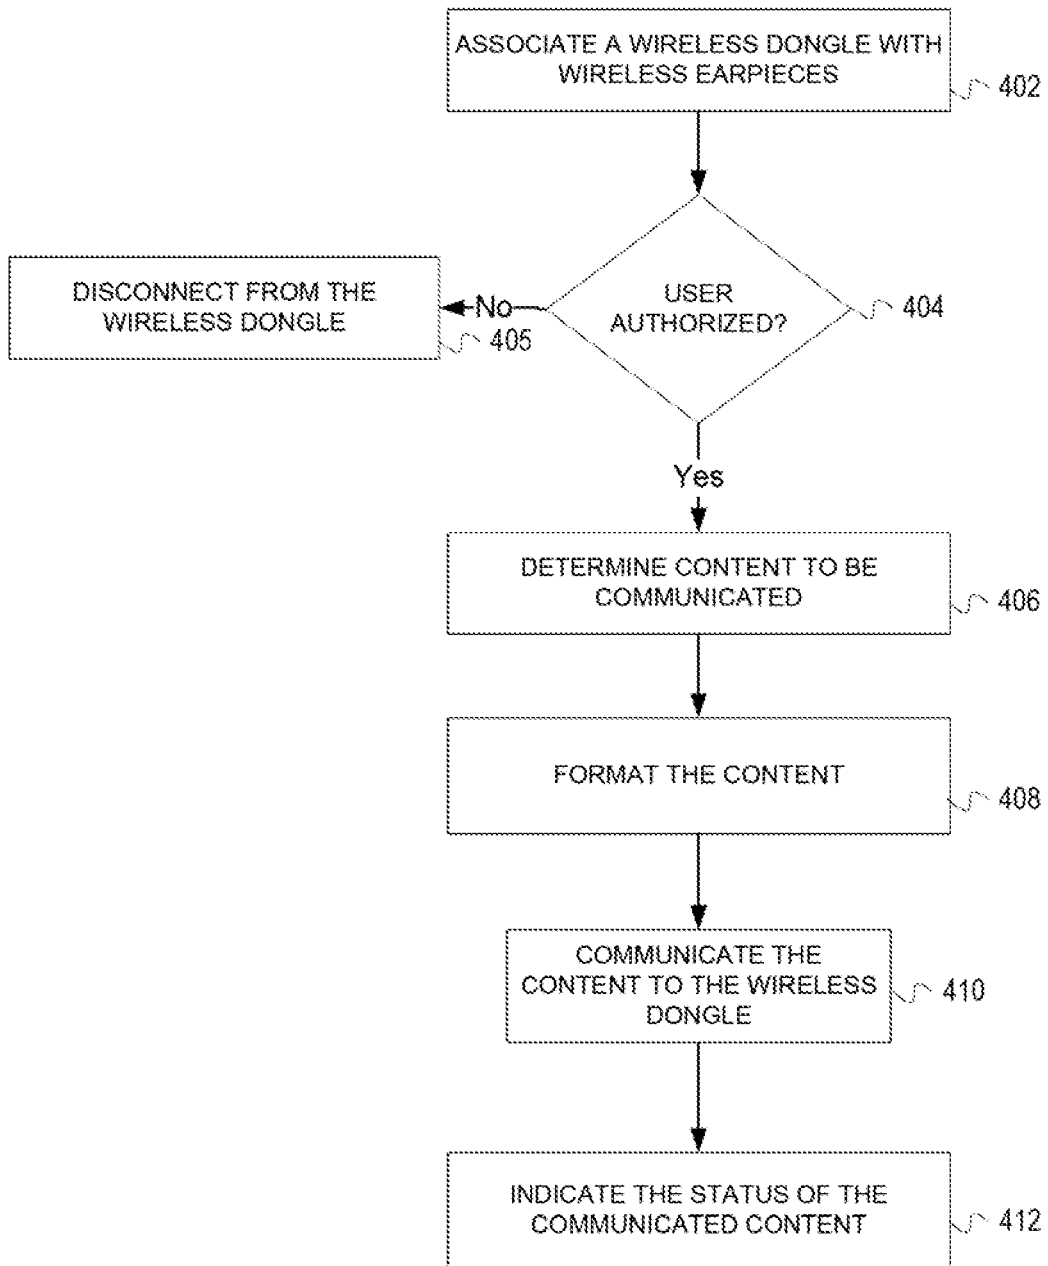 ASSOCIATE A WIRELESS DONGLE WITH
WIRELESS EARPIECES
402
USER
AUTHORIZED?
404
No
DISCONNECT FROM THE
WIRELESS DONGLE
405
Yes
DETERMINE CONTENT TO BE
COMMUNICATED
406
FORMAT THE CONTENT
408
COMMUNICATE THE
CONTENT TO THE WIRELESS
DONGLE
410
INDICATE THE STATUS OF THE
COMMUNICATED CONTENT
412